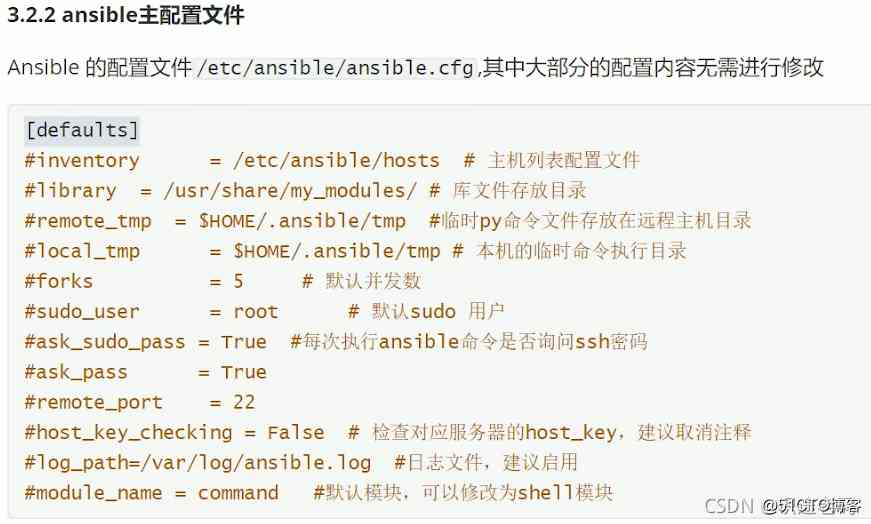 3.2.2 ansible主配置文件
Ansible 的配置文件 /etc/ansible/ansible.cfg ,其中大部分的配置内容无需进行修改
[defaults]
#inventory      = /etc/ansible/hosts  # 主机列表配置文件
#library  = /usr/share/my_modules/ # 库文件存放目录
#remote_tmp  = $HOME/.ansible/tmp  #临时py命令文件存放在远程主机目录
#local_tmp      = $HOME/.ansible/tmp # 本机的临时命令执行目录
#forks          = 5     # 默认并发数
#sudo_user      = root      # 默认sudo 用户
#ask_sudo_pass = True  #每次执行ansible命令是否询问ssh密码
#ask_pass      = True
#remote_port    = 22
#host_key_checking = False  # 检查对应服务器的host_key，建议取消注释
#log_path=/var/log/ansible.log  #日志文件，建议启用
#module_name = command   #默认模块，可以修改为shell模块
CSDN @51CTO博客